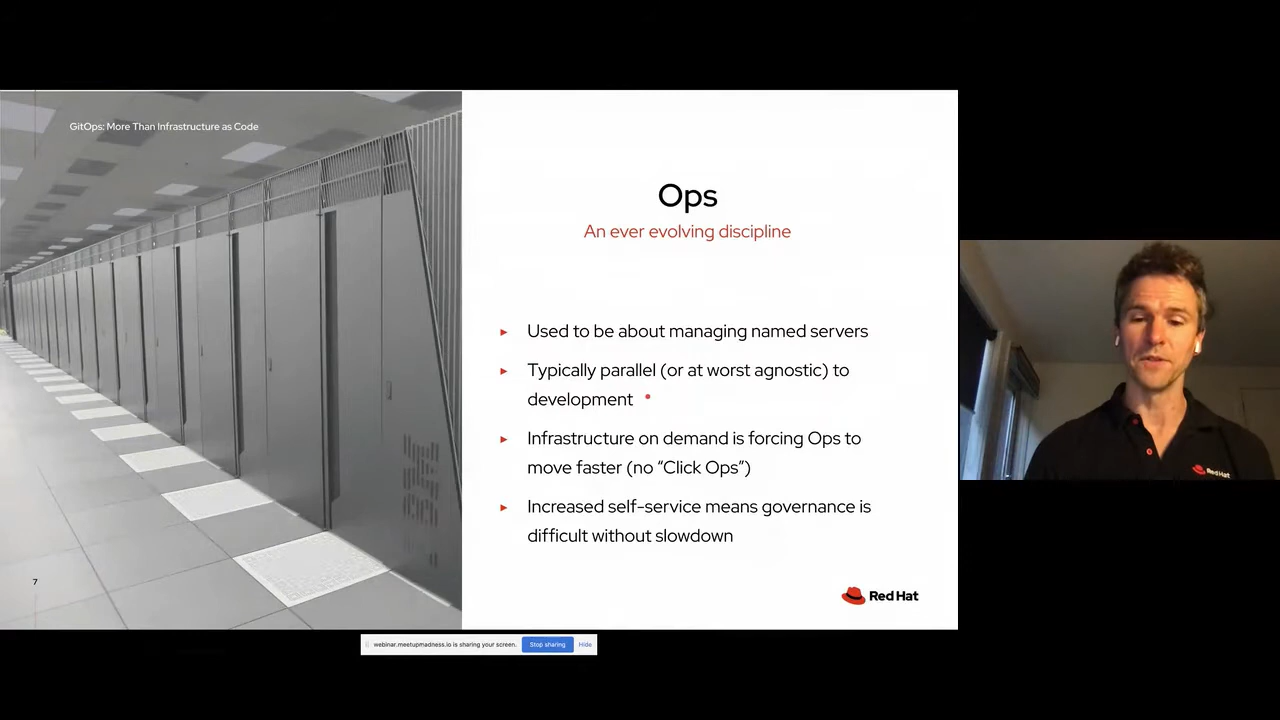 GitOps: More Than Infrastructure as Code
Ops
An ever evolving discipline
▸ Used to be about managing named servers
▸ Typically parallel (or at worst agnostic) to
development
▸ Infrastructure on demand is forcing Ops to
move faster (no “Click Ops”)
▸ Increased self-service means governance is
difficult without slowdown
7
Red Hat
webinar.meetupmadness.io is sharing your screen.
Stop sharing
Hide
Red Hat
IBM